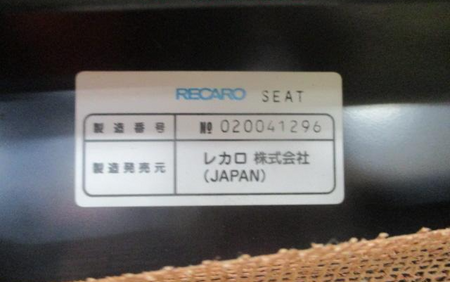 RECARO SEAT
製造番号 № 020041296
製造発売元 レカロ 株式会社
(JAPAN)